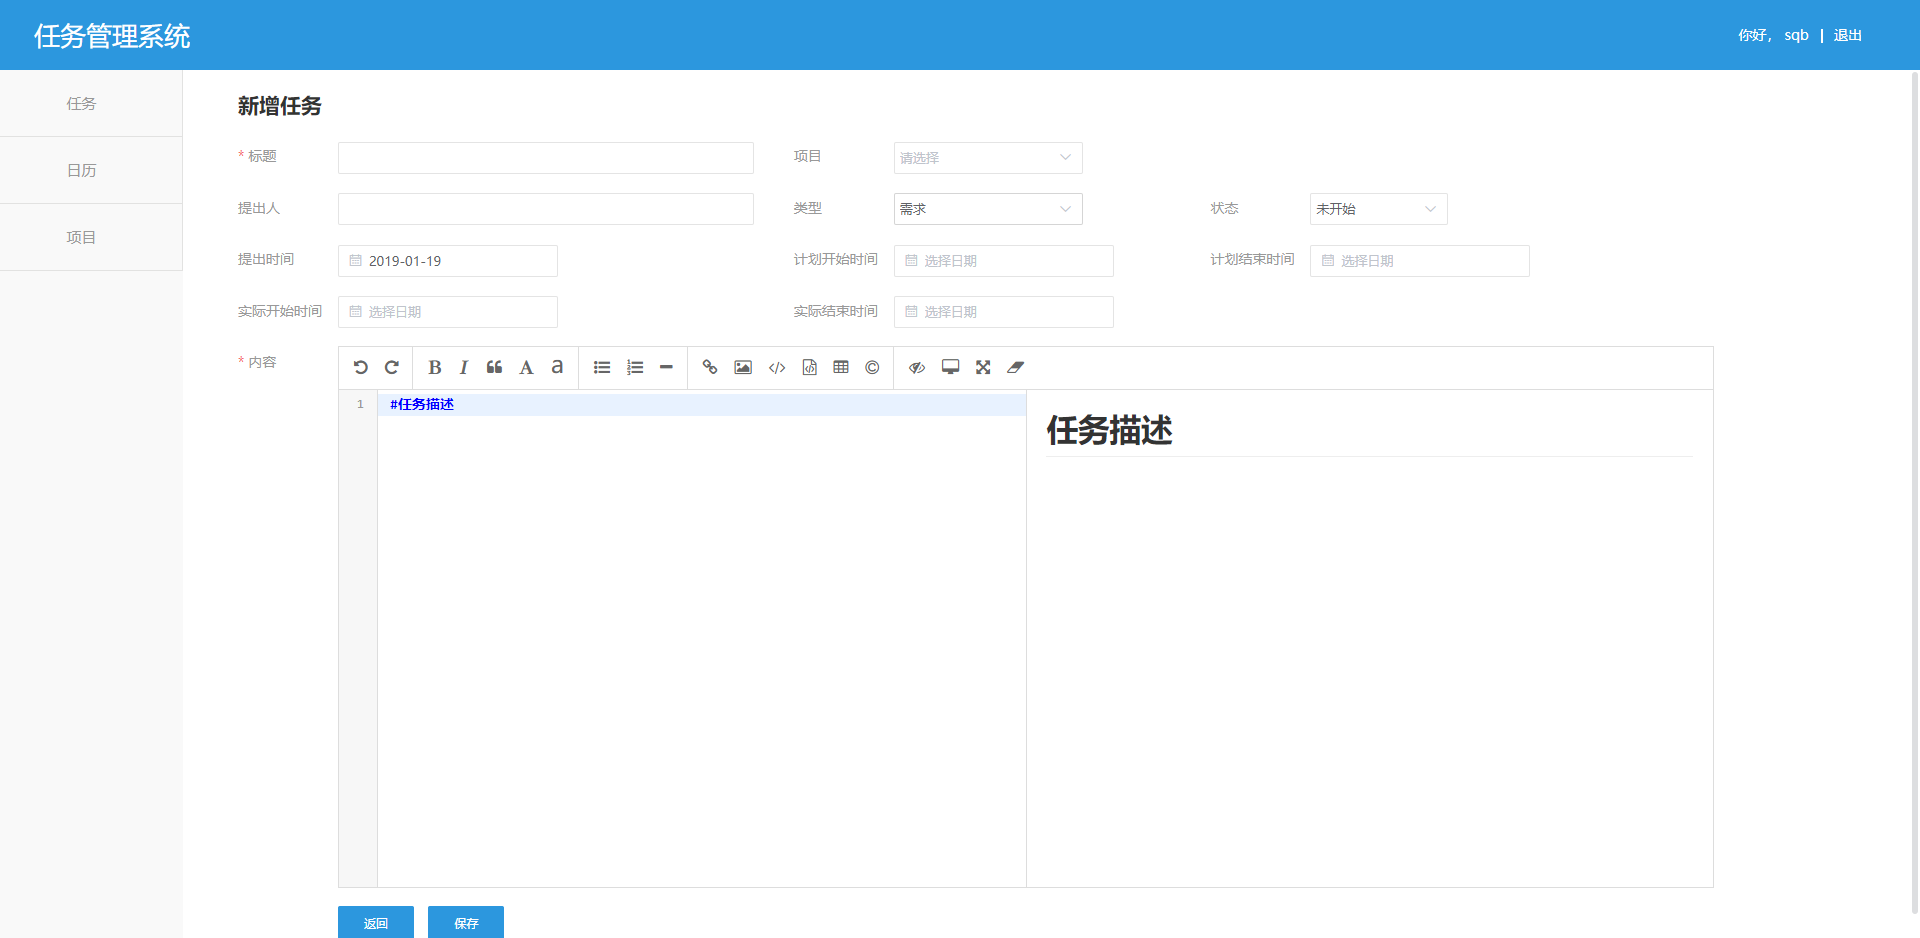 任务管理系统
你好， sqb | 退出
任务
日历
项目
新增任务
* 标题
项目 请选择
提出人
类型 需求
状态 未开始
提出时间 2019-01-19
计划开始时间 选择日期
计划结束时间 选择日期
实际开始时间 选择日期
实际结束时间 选择日期
* 内容
B I A a
1 #任务描述
任务描述
返回 保存